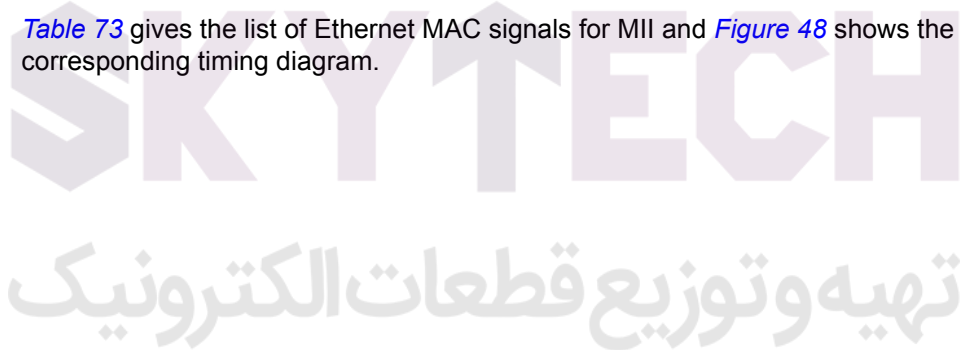 Table 73 gives the list of Ethernet MAC signals for MII and Figure 48 shows the
corresponding timing diagram.
SKYTECH
تهیه و توزیع قطعات الکترونیک